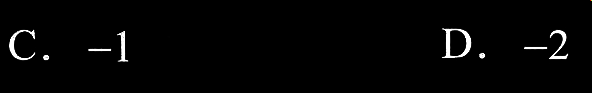 C. –1 D. –2